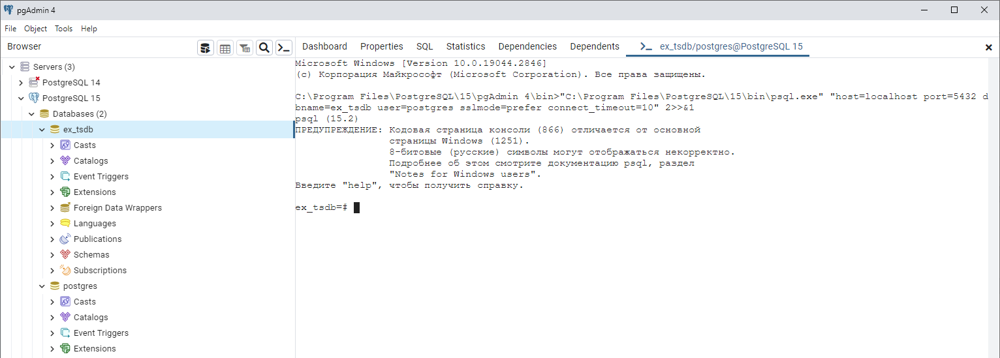 pgAdmin 4
File Object Tools Help
Browser
Dashboard Properties SQL Statistics Dependencies Dependents ex_tsdb/postgres@PostgreSQL 15
Servers (3)
PostgreSQL 14
PostgreSQL 15
Databases (2)
ex_tsdb
Casts
Catalogs
Event Triggers
Extensions
Foreign Data Wrappers
Languages
Publications
Schemas
Subscriptions
postgres
Casts
Catalogs
Event Triggers
Extensions
Microsoft Windows [Version 10.0.19044.2846]
(c) Корпорация Майкрософт (Microsoft Corporation). Все права защищены.
C:\Program Files\PostgreSQL\15\pgAdmin 4\bin>"C:\Program Files\PostgreSQL\15\bin\psql.exe" "host=localhost port=5432 d
bname=ex_tsdb user=postgres sslmode=prefer connect_timeout=10" 2>>&1
psql (15.2)
ПРЕДУПРЕЖДЕНИЕ: Кодовая страница консоли (866) отличается от основной
страницы Windows (1251).
8-битовые (русские) символы могут отображаться некорректно.
Подробнее об этом смотрите документацию psql, раздел
"Notes for Windows users".
Введите "help", чтобы получить справку.
ex_tsdb=#